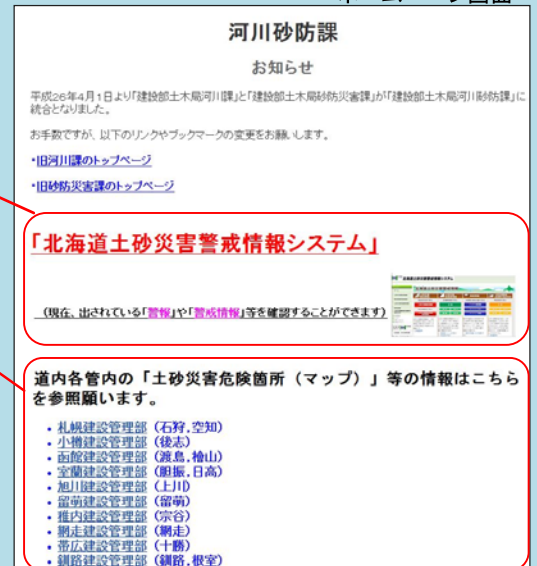 河川砂防課
お知らせ
平成26年4月1日より「建設部土木局河川課」と「建設部土木局砂防災害課」が「建設部土木局河川砂防課」に
統合となりました。
お手数ですが、以下のリンクやブックマークの変更をお願いします。
・旧河川課のトップページ
・旧砂防災害課のトップページ
「北海道土砂災害警戒情報システム」
（現在、出されている「警報」や「警戒情報」等を確認することができます）
道内各管内の「土砂災害危険箇所（マップ）」等の情報はこちら
を参照願います。
・札幌建設管理部（石狩，空知）
・小樽建設管理部（後志）
・函館建設管理部（渡島，檜山）
・室蘭建設管理部（胆振，日高）
・旭川建設管理部（上川）
・留萌建設管理部（留萌）
・稚内建設管理部（宗谷）
・網走建設管理部（網走）
・帯広建設管理部（十勝）
・釧路建設管理部（釧路，根室）